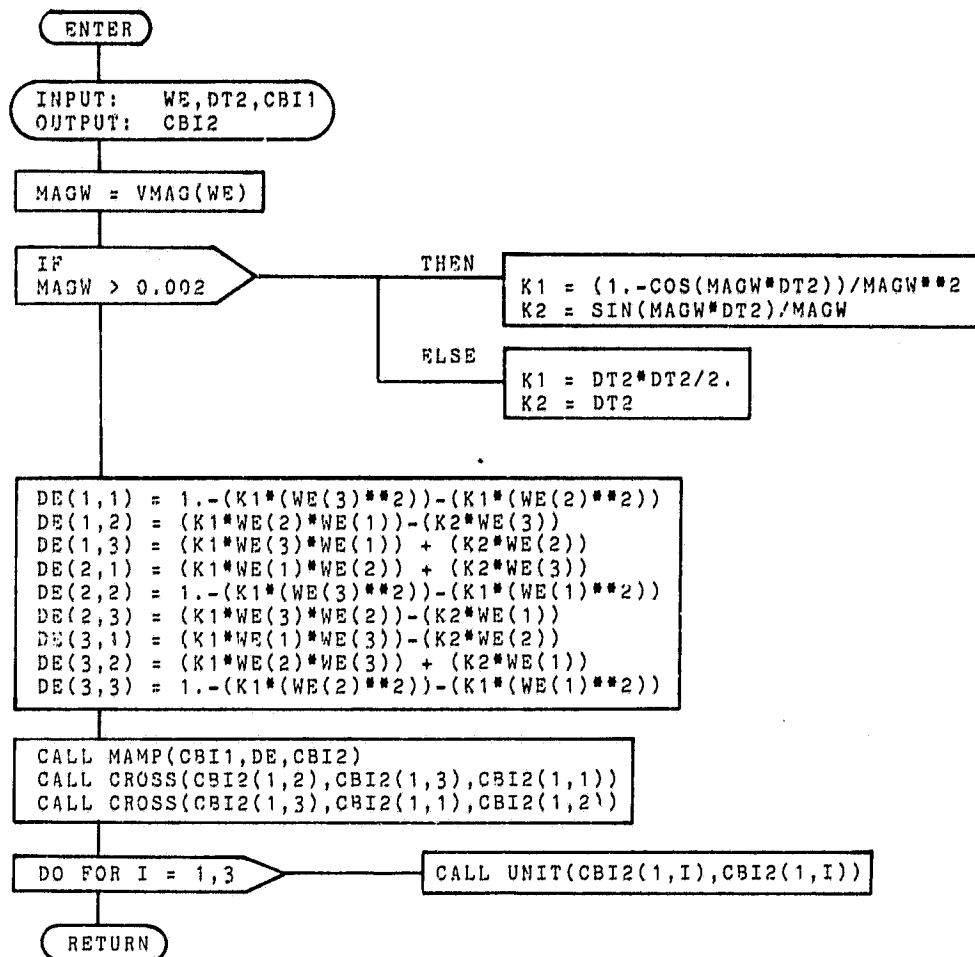 ENTER
INPUT: WE,DT2,CBI1
OUTPUT: CBI2
MAGW = VMAG(WE)
IF
MAGW > 0.002
THEN
K1 = (1.-COS(MAGW*DT2))/MAGW**2
K2 = SIN(MAGW*DT2)/MAGW
ELSE
K1 = DT2*DT2/2.
K2 = DT2
DE(1,1) = 1.-(K1*(WE(3)**2))-(K1*(WE(2)**2))
DE(1,2) = (K1*WE(2)*WE(1))-(K2*WE(3))
DE(1,3) = (K1*WE(3)*WE(1)) + (K2*WE(2))
DE(2,1) = (K1*WE(1)*WE(2)) + (K2*WE(3))
DE(2,2) = 1.-(K1*(WE(3)**2))-(K1*(WE(1)**2))
DE(2,3) = (K1*WE(3)*WE(2))-(K2*WE(1))
DE(3,1) = (K1*WE(1)*WE(3))-(K2*WE(2))
DE(3,2) = (K1*WE(2)*WE(3)) + (K2*WE(1))
DE(3,3) = 1.-(K1*(WE(2)**2))-(K1*(WE(1)**2))
CALL MAMP(CBI1,DE,CBI2)
CALL CROSS(CBI2(1,2),CBI2(1,3),CBI2(1,1))
CALL CROSS(CBI2(1,3),CBI2(1,1),CBI2(1,2))
DO FOR I = 1,3
CALL UNIT(CBI2(1,I),CBI2(1,I))
RETURN